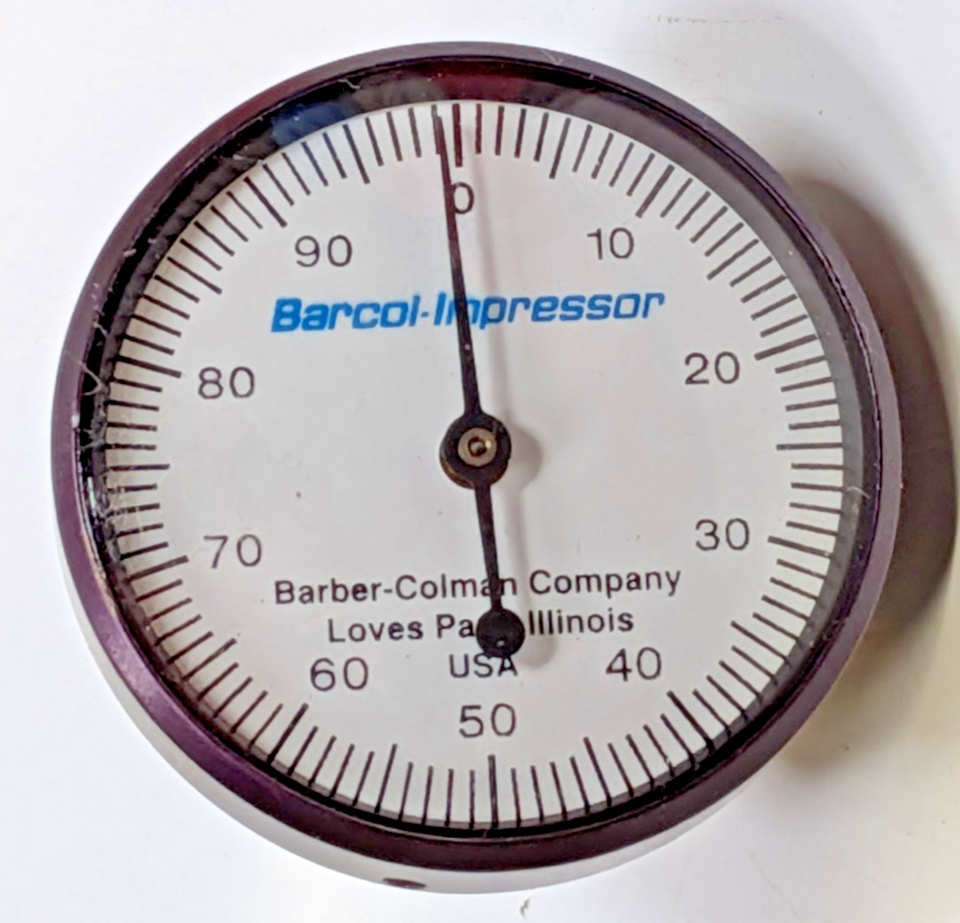 0
90 10
Barcol-Impressor
80 20
70 30
Barber-Colman Company
Loves Illinois
USA
60 40
50